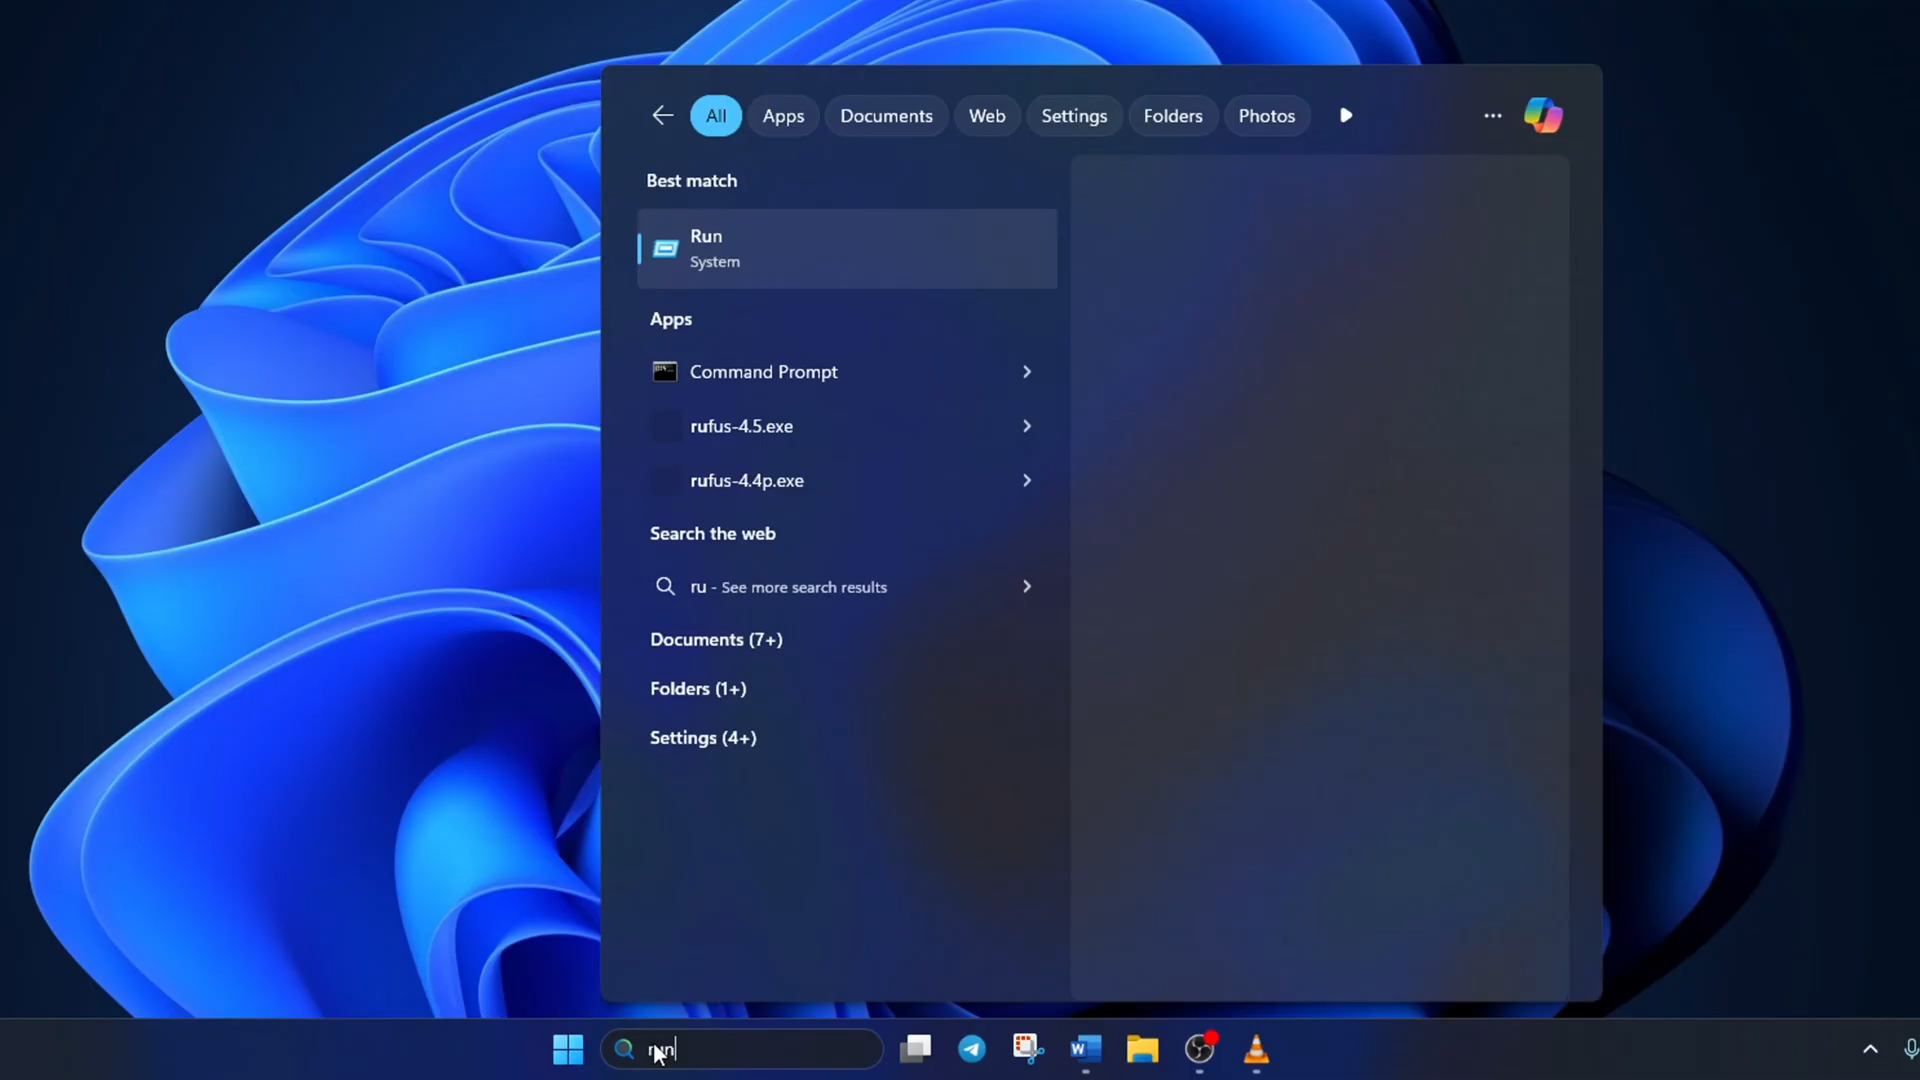 All
Apps
Documents
Web
Settings
Folders
Photos
Best match
Run
System
Apps
Command Prompt
rufus-4.5.exe
rufus-4.4p.exe
Search the web
ru - See more search results
Documents (7+)
Folders (1+)
Settings (4+)
run